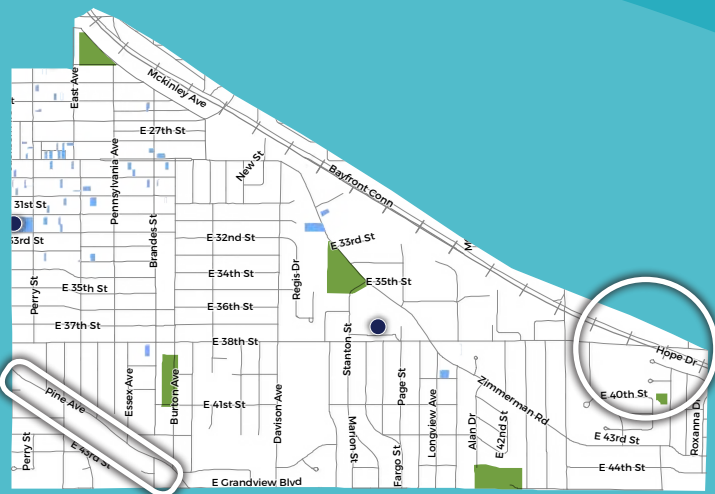 East Ave
Mckinley Ave
E 27th St
Pennsylvania Ave
New St
Bayfront Conn
31st St
33rd St
Brandes St
E 32nd St
E 33rd St
Regis Dr
E 34th St
E 35th St
E 35th St
Perry St
E 36th St
E 37th St
E 38th St
Stanton St
Hope Dr
Pine Ave
Essex Ave
Burton Ave
E 41st St
Davison Ave
Page St
Longview Ave
Zimmerman Rd
E 40th St
Roxanna Dr
Perry St
E 43rd St
Marion St
Fargo St
Alan Dr
E 42nd St
E 43rd St
E 44th St
E Grandview Blvd